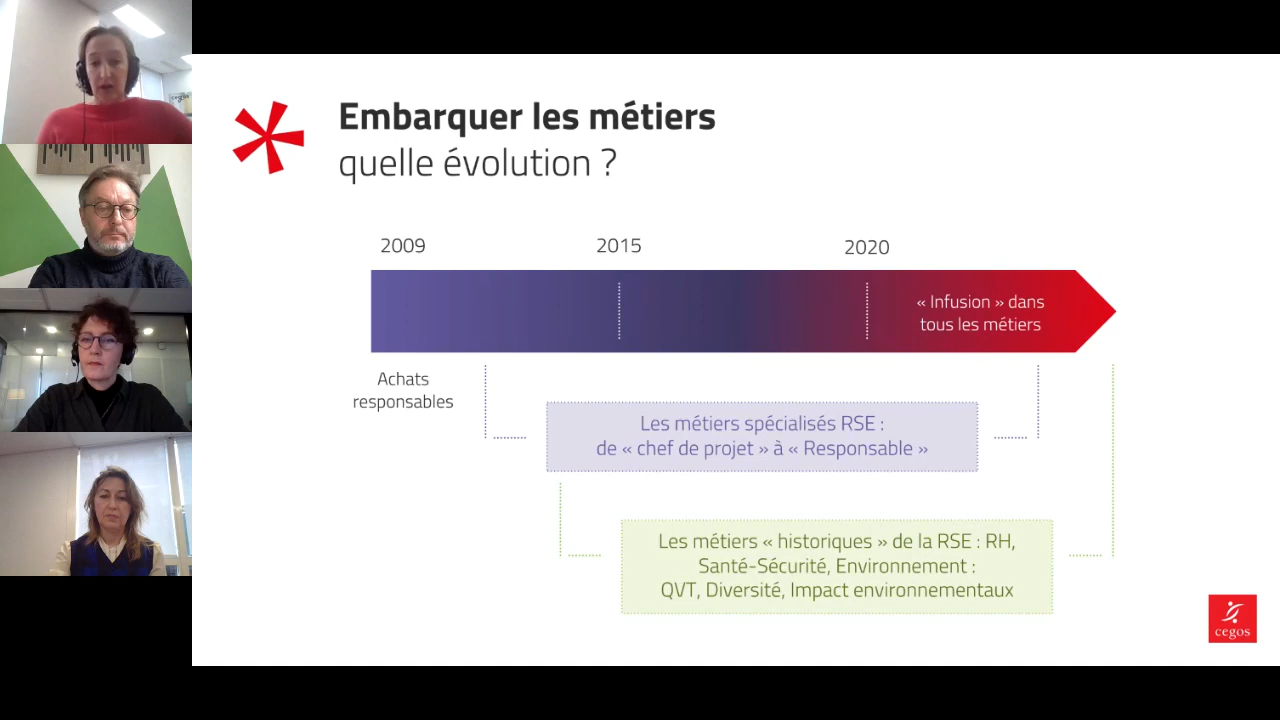 Embarquer les métiers
quelle évolution ?
2009
2015
2020
« Infusion » dans
tous les métiers
Achats
responsables
Les métiers spécialisés RSE :
de « chef de projet » à « Responsable »
Les métiers « historiques » de la RSE : RH,
Santé-Sécurité, Environnement :
QVT, Diversité, Impact environnementaux
cegos
cegos